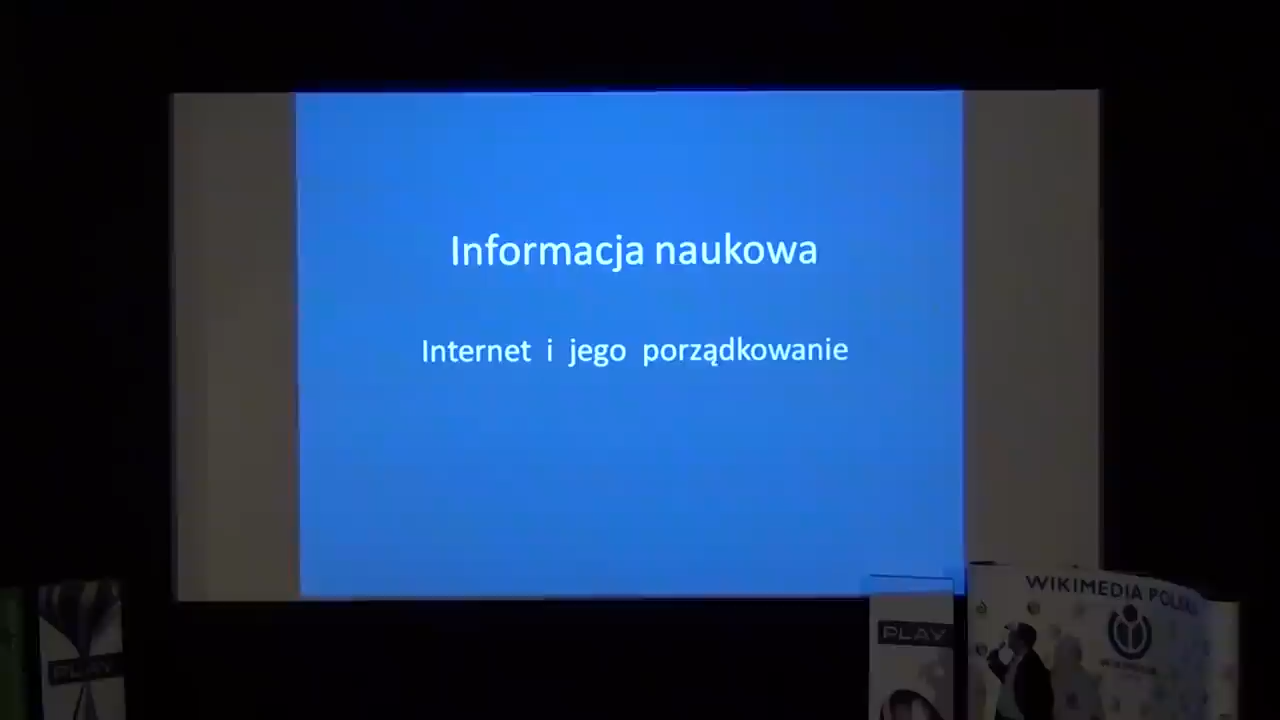 Informacja naukowa
Internet i jego porządkowanie
WIKIMEDIA POLSKA
PLAY
PLAY